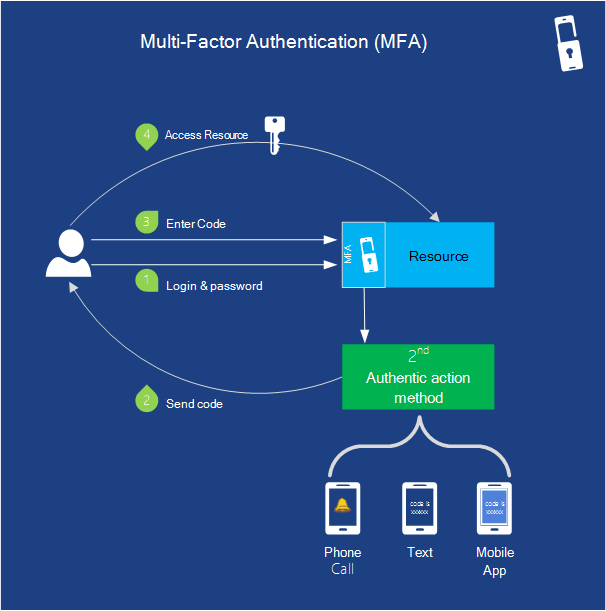 Multi-Factor Authentication (MFA)
4 Access Resource
3 Enter Code
MFA
Resource
1 Login & password
2nd
Authentic action
method
2 Send code
code is
xxxxxx
code is
xxxxxx
Phone
Call
Text
Mobile
App